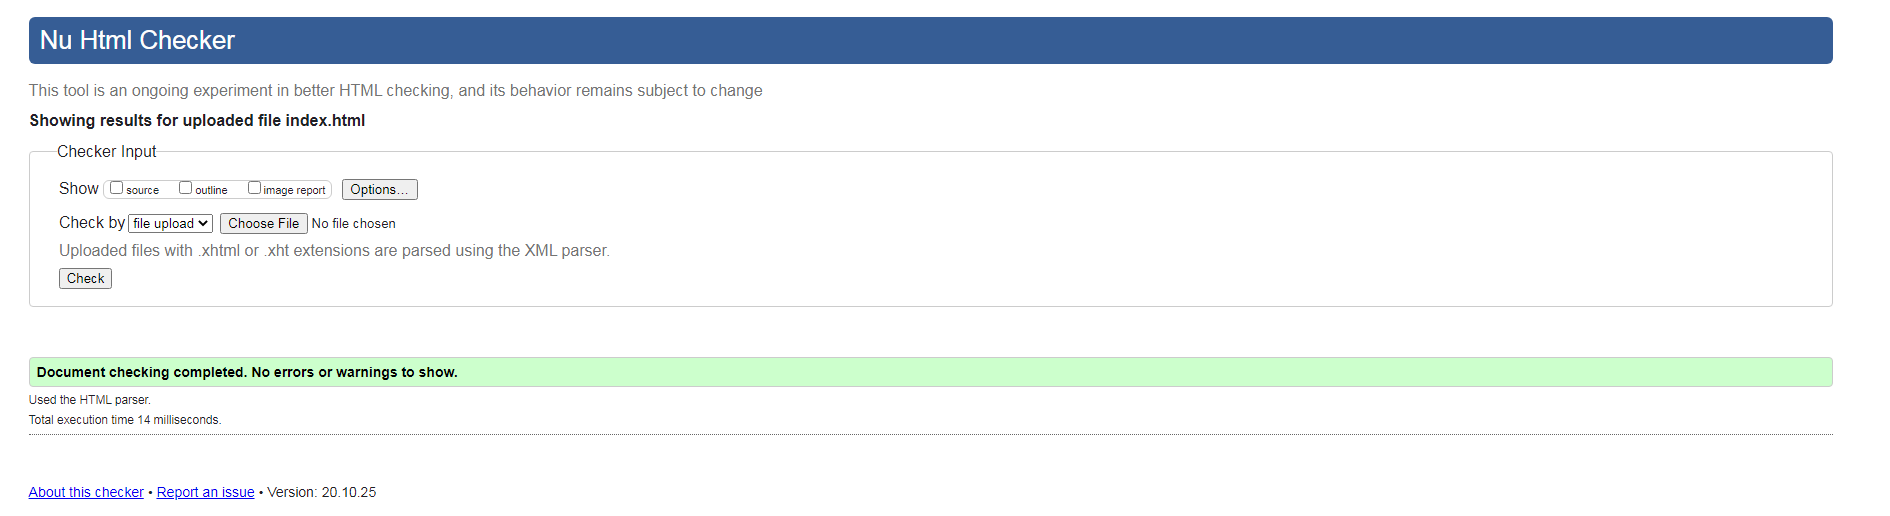 Nu Html Checker
This tool is an ongoing experiment in better HTML checking, and its behavior remains subject to change
Showing results for uploaded file index.html
Checker Input
Show source outline image report Options...
Check by file upload Choose File No file chosen
Uploaded files with .xhtml or .xht extensions are parsed using the XML parser.
Check
Document checking completed. No errors or warnings to show.
Used the HTML parser.
Total execution time 14 milliseconds.
About this checker • Report an issue • Version: 20.10.25